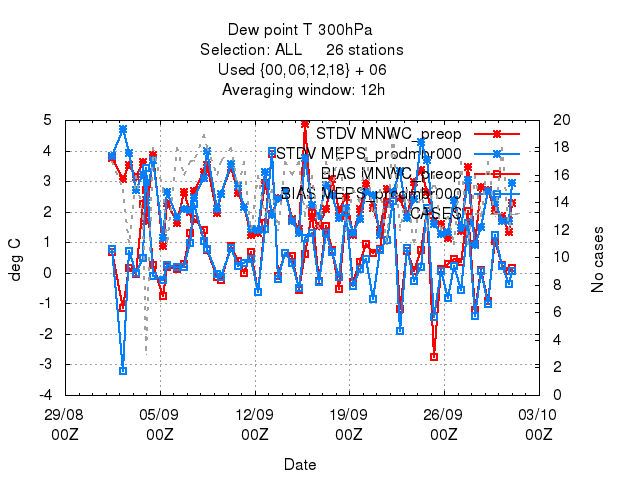 Dew point T 300hPa
Selection: ALL     26 stations
Used {00,06,12,18} + 06
Averaging window: 12h
deg C
No cases
5
4
3
2
1
0
-1
-2
-3
-4
20
18
16
14
12
10
8
6
4
2
0
STDV MNWC_preop
STDV MEPS_prodmbr000
BIAS MNWC_preop
BIAS MEPS_prodmbr000
CASES
29/08 05/09 12/09 19/09 26/09 03/10
00Z 00Z 00Z 00Z 00Z 00Z
Date